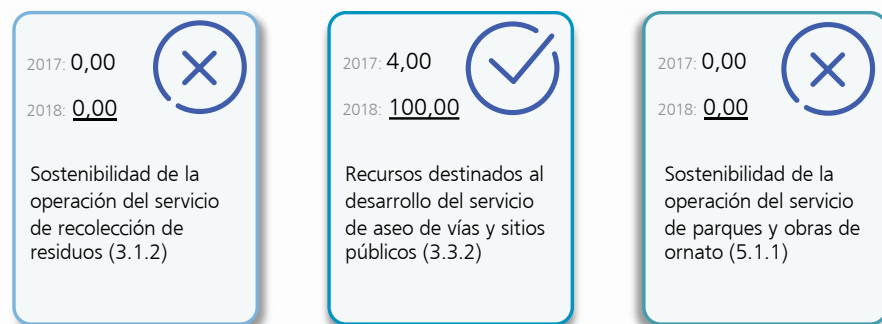 2017: 0,00
2018: 0,00
Sostenibilidad de la
operación del servicio
de recolección de
residuos (3.1.2)
2017: 4,00
2018: 100,00
Recursos destinados al
desarrollo del servicio
de aseo de vías y sitios
públicos (3.3.2)
2017: 0,00
2018: 0,00
Sostenibilidad de la
operación del servicio
de parques y obras de
ornato (5.1.1)